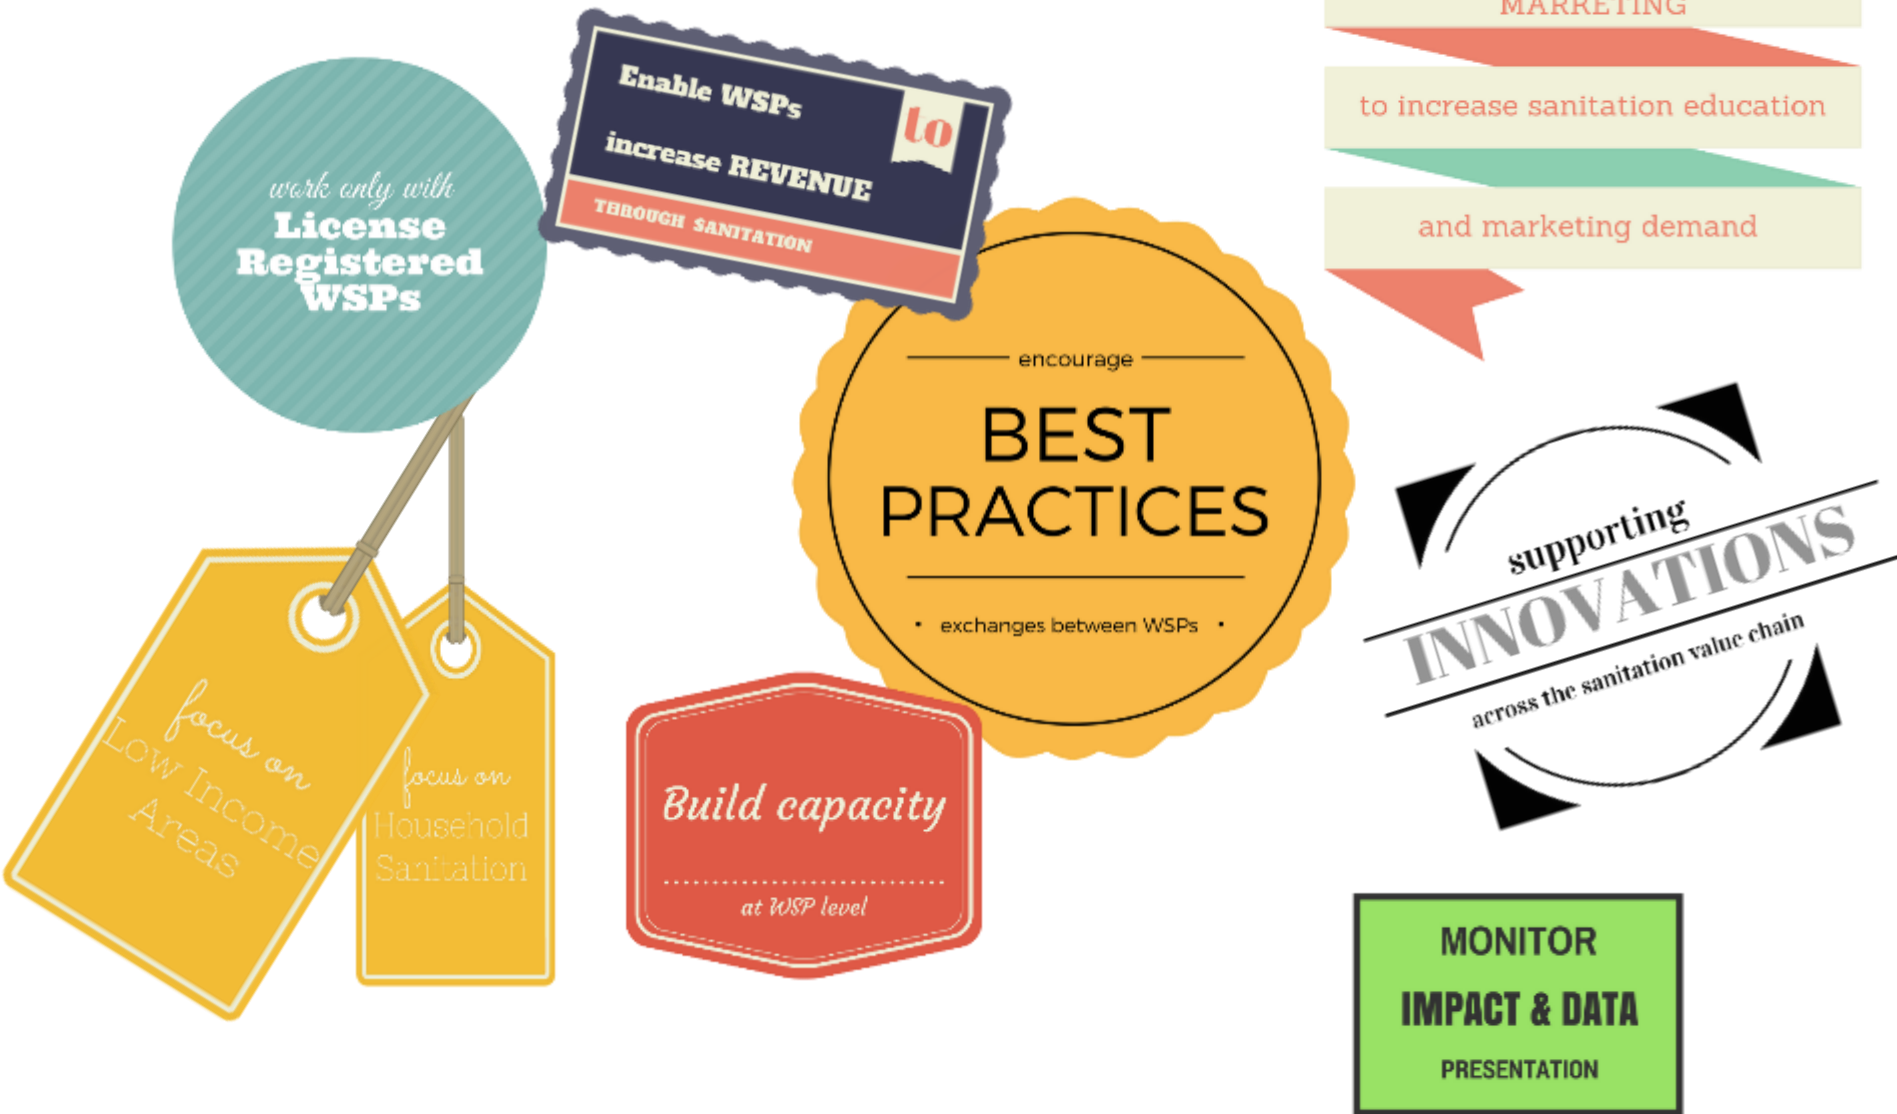 MARKETING
to increase sanitation education
and marketing demand
Enable WSPs
to
increase REVENUE
THROUGH SANITATION
work only with
License
Registered
WSPs
encourage
BEST
PRACTICES
exchanges between WSPs
supporting
INNOVATIONS
across the sanitation value chain
focus on
Low Income
Areas
focus on
Household
Sanitation
Build capacity
at WSP level
MONITOR
IMPACT & DATA
PRESENTATION